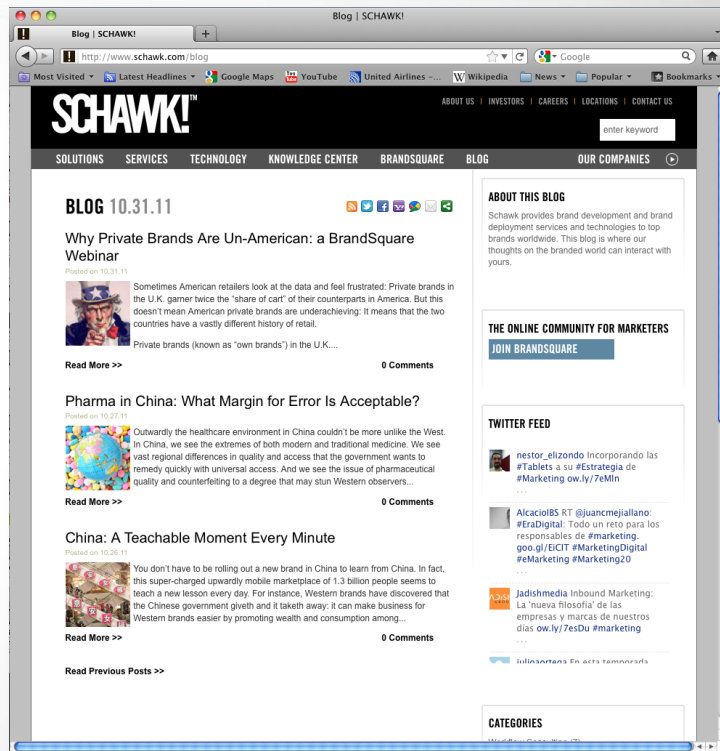 Blog | SCHAWK!
Blog | SCHAWK!
http://www.schawk.com/blog
Google
Most Visited
Latest Headlines
Google Maps
YouTube
United Airlines –...
Wikipedia
News
Popular
Bookmarks
SCHAWK!™
ABOUT US | INVESTORS | CAREERS | LOCATIONS | CONTACT US
enter keyword
SOLUTIONS SERVICES TECHNOLOGY KNOWLEDGE CENTER BRANDSQUARE BLOG OUR COMPANIES
BLOG 10.31.11
Why Private Brands Are Un-American: a BrandSquare
Webinar
Posted on 10.31.11
Sometimes American retailers look at the data and feel frustrated: Private brands in
the U.K. garner twice the “share of cart” of their counterparts in America. But this
doesn't mean American private brands are underachieving: It means that the two
countries have a vastly different history of retail.
Private brands (known as “own brands”) in the U.K....
Read More >> 0 Comments
Pharma in China: What Margin for Error Is Acceptable?
Posted on 10.27.11
Outwardly the healthcare environment in China couldn't be more unlike the West.
In China, we see the extremes of both modern and traditional medicine. We see
vast regional differences in quality and access that the government wants to
remedy quickly with universal access. And we see the issue of pharmaceutical
quality and counterfeiting to a degree that may stun Western observers...
Read More >> 0 Comments
China: A Teachable Moment Every Minute
Posted on 10.26.11
You don't have to be rolling out a new brand in China to learn from China. In fact,
this super-charged upwardly mobile marketplace of 1.3 billion people seems to
teach a new lesson every day. For instance, Western brands have discovered that
the Chinese government giveth and it taketh away: it can make business for
Western brands easier by promoting wealth and consumption among...
Read More >> 0 Comments
Read Previous Posts >>
ABOUT THIS BLOG
Schawk provides brand development and brand
deployment services and technologies to top
brands worldwide. This blog is where our
thoughts on the branded world can interact with
yours.
THE ONLINE COMMUNITY FOR MARKETERS
JOIN BRANDSQUARE
TWITTER FEED
nestor_elizondo Incorporando las
#Tablets a su #Estrategia de
#Marketing ow.ly/7eMln
...
AlcacioIBS RT @juancmejiallano:
#EraDigital: Todo un reto para los
responsables de #marketing.
goo.gl/EiCIT #MarketingDigital
#eMarketing #Marketing20
...
Jadishmedia Inbound Marketing:
La 'nueva filosofía' de las
empresas y marcas de nuestros
días ow.ly/7esDu #marketing
...
juliaortega En esta temporada
CATEGORIES
Workflow Consulting (7)